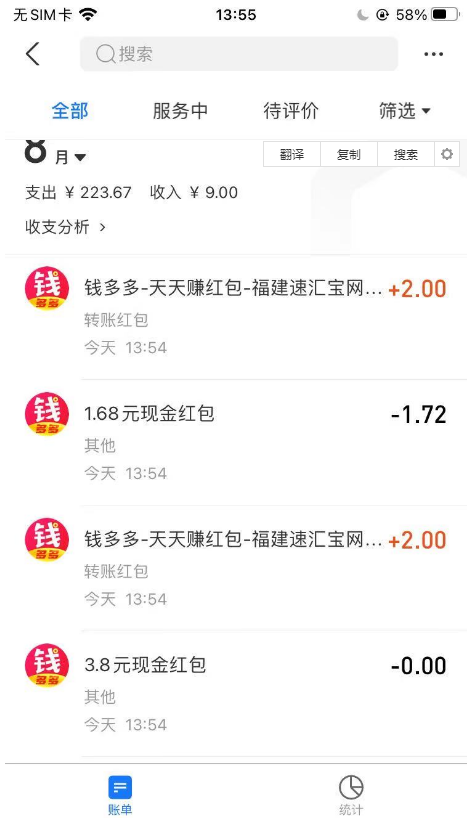 无SIM卡
13:55
58%
搜索
全部
服务中
待评价
筛选
8月
翻译
复制
搜索
支出 ¥ 223.67 收入 ¥ 9.00
收支分析 >
钱多多
钱多多-天天赚红包-福建速汇宝网... +2.00
转账红包
今天 13:54
钱多多
1.68元现金红包 -1.72
其他
今天 13:54
钱多多
钱多多-天天赚红包-福建速汇宝网... +2.00
转账红包
今天 13:54
钱多多
3.8元现金红包 -0.00
其他
今天 13:54
账单
统计